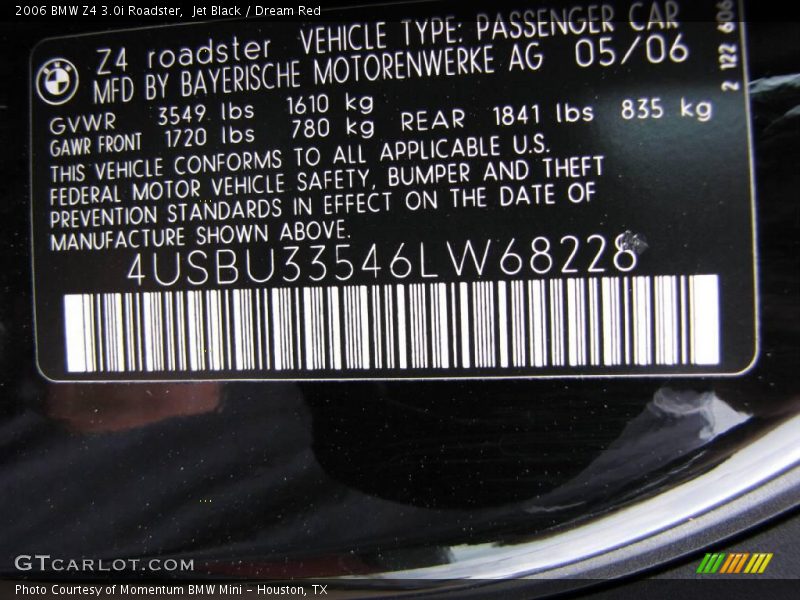 2006 BMW Z4 3.0i Roadster, Jet Black / Dream Red
Z4 roadster VEHICLE TYPE: PASSENGER CAR
MFD BY BAYERISCHE MOTORENWERKE AG 05/06
GVWR 3549 lbs 1610 kg
GAWR FRONT 1720 lbs 780 kg REAR 1841 lbs 835 kg
THIS VEHICLE CONFORMS TO ALL APPLICABLE U.S.
FEDERAL MOTOR VEHICLE SAFETY, BUMPER AND THEFT
PREVENTION STANDARDS IN EFFECT ON THE DATE OF
MANUFACTURE SHOWN ABOVE.
4USBU33546LW68228
2 122 606
GTCARLOT.COM
Photo Courtesy of Momentum BMW Mini - Houston, TX